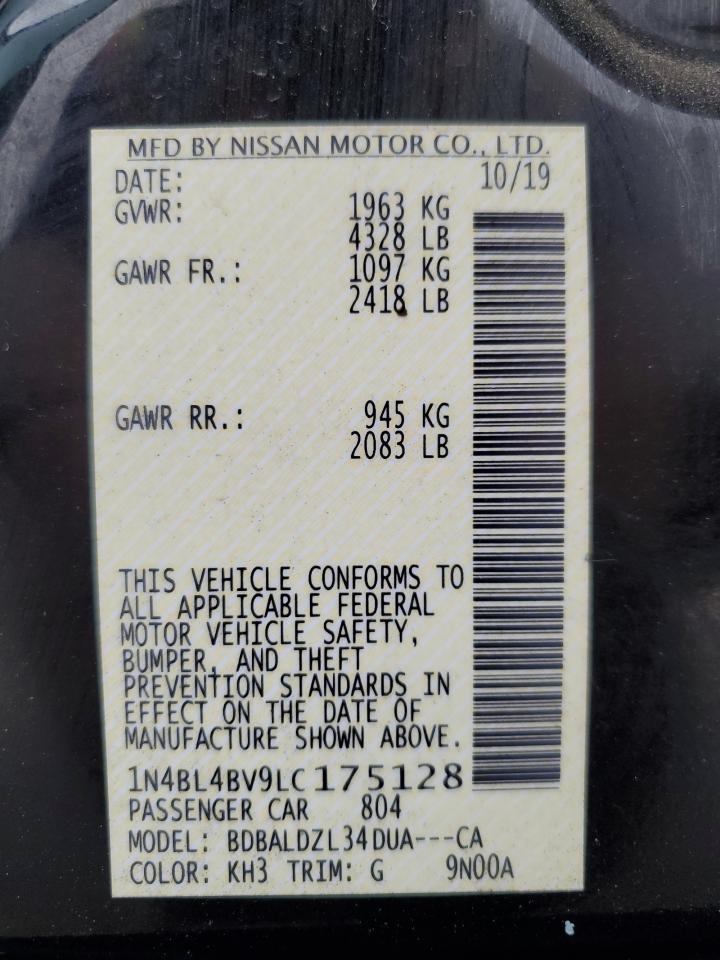 MFD BY NISSAN MOTOR CO., LTD.
DATE: 10/19
GVWR: 1963 KG
4328 LB
GAWR FR.: 1097 KG
2418 LB
GAWR RR.: 945 KG
2083 LB
THIS VEHICLE CONFORMS TO
ALL APPLICABLE FEDERAL
MOTOR VEHICLE SAFETY,
BUMPER, AND THEFT
PREVENTION STANDARDS IN
EFFECT ON THE DATE OF
MANUFACTURE SHOWN ABOVE.
1N4BL4BV9LC175128
PASSENGER CAR 804
MODEL: BDBALDZL34DUA---CA
COLOR: KH3 TRIM: G 9N00A